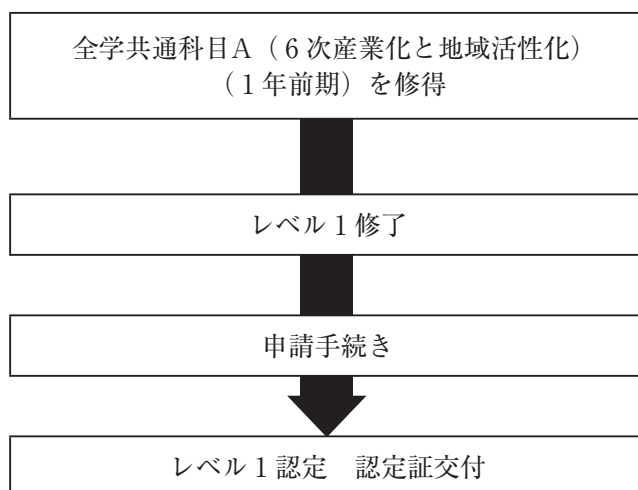 全学共通科目A（6次産業化と地域活性化）
（1年前期）を修得
レベル1修了
申請手続き
レベル1認定　認定証交付